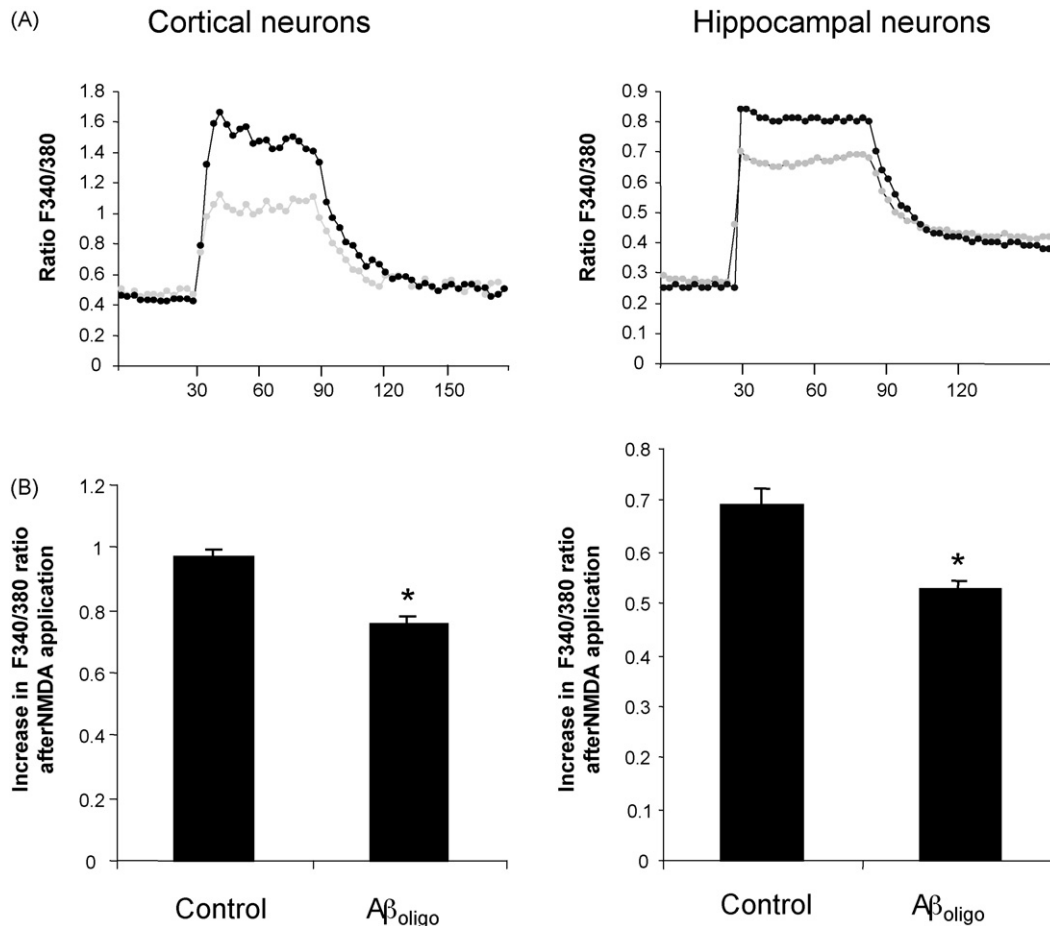 (A)
Cortical neurons
Hippocampal neurons
Ratio F340/380
1.8
1.6
1.4
1.2
1
0.8
0.6
0.4
0.2
0
30 60 90 120 150
Ratio F340/380
0.9
0.8
0.7
0.6
0.5
0.4
0.3
0.2
0.1
0
30 60 90 120
(B)
Increase in F340/380 ratio
afterNMDA application
1.2
1
0.8
0.6
0.4
0.2
0
*
Control Aβoligo
Increase in F340/380 ratio
afterNMDA application
0.8
0.7
0.6
0.5
0.4
0.3
0.2
0.1
0
*
Control Aβoligo